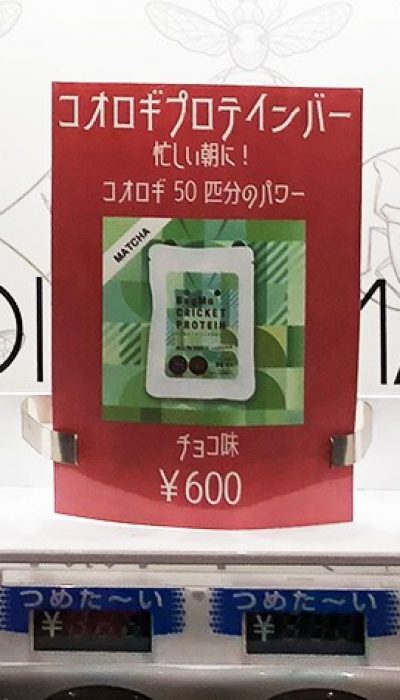 コオロギプロテインバー
忙しい朝に！
コオロギ 50 匹分のパワー
MATCHA
BugMo
CRICKET
PROTEIN
チョコ味
￥600
つめた〜い つめた〜い
￥ ￥